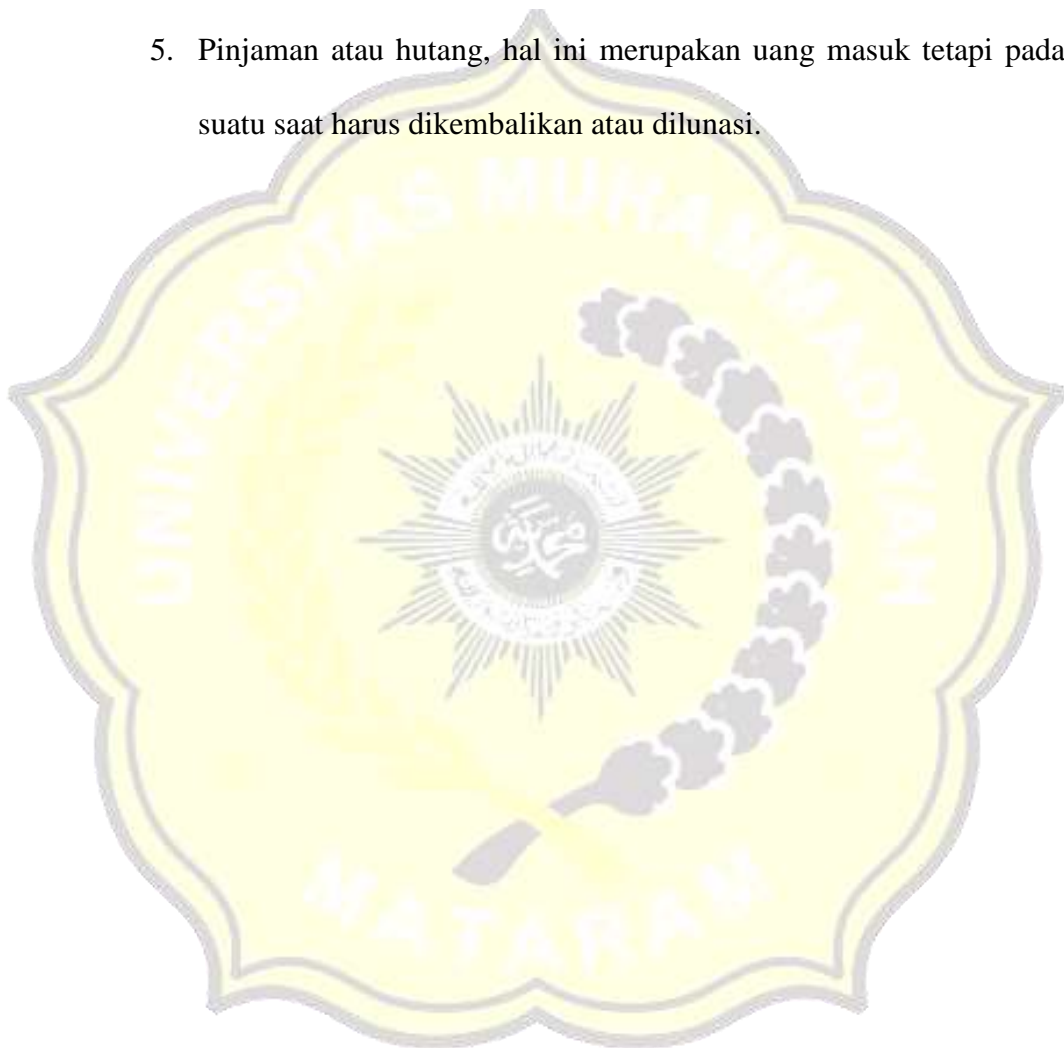 5. Pinjaman atau hutang, hal ini merupakan uang masuk tetapi pada
suatu saat harus dikembalikan atau dilunasi.
UNIVERSITAS MUHAMMADIYAH
MATARAM